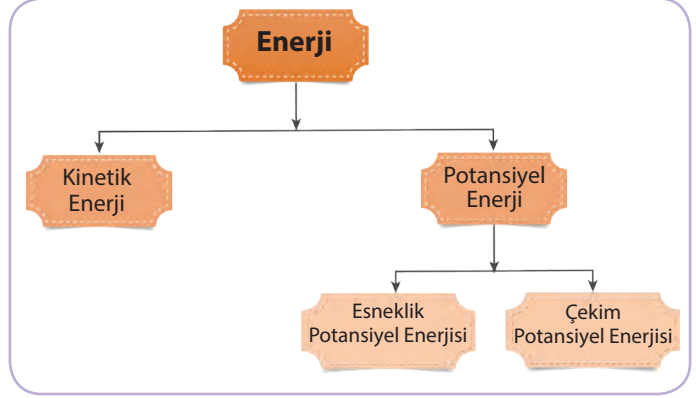 Enerji
Kinetik
Enerji
Potansiyel
Enerji
Esneklik
Potansiyel Enerjisi
Çekim
Potansiyel Enerjisi